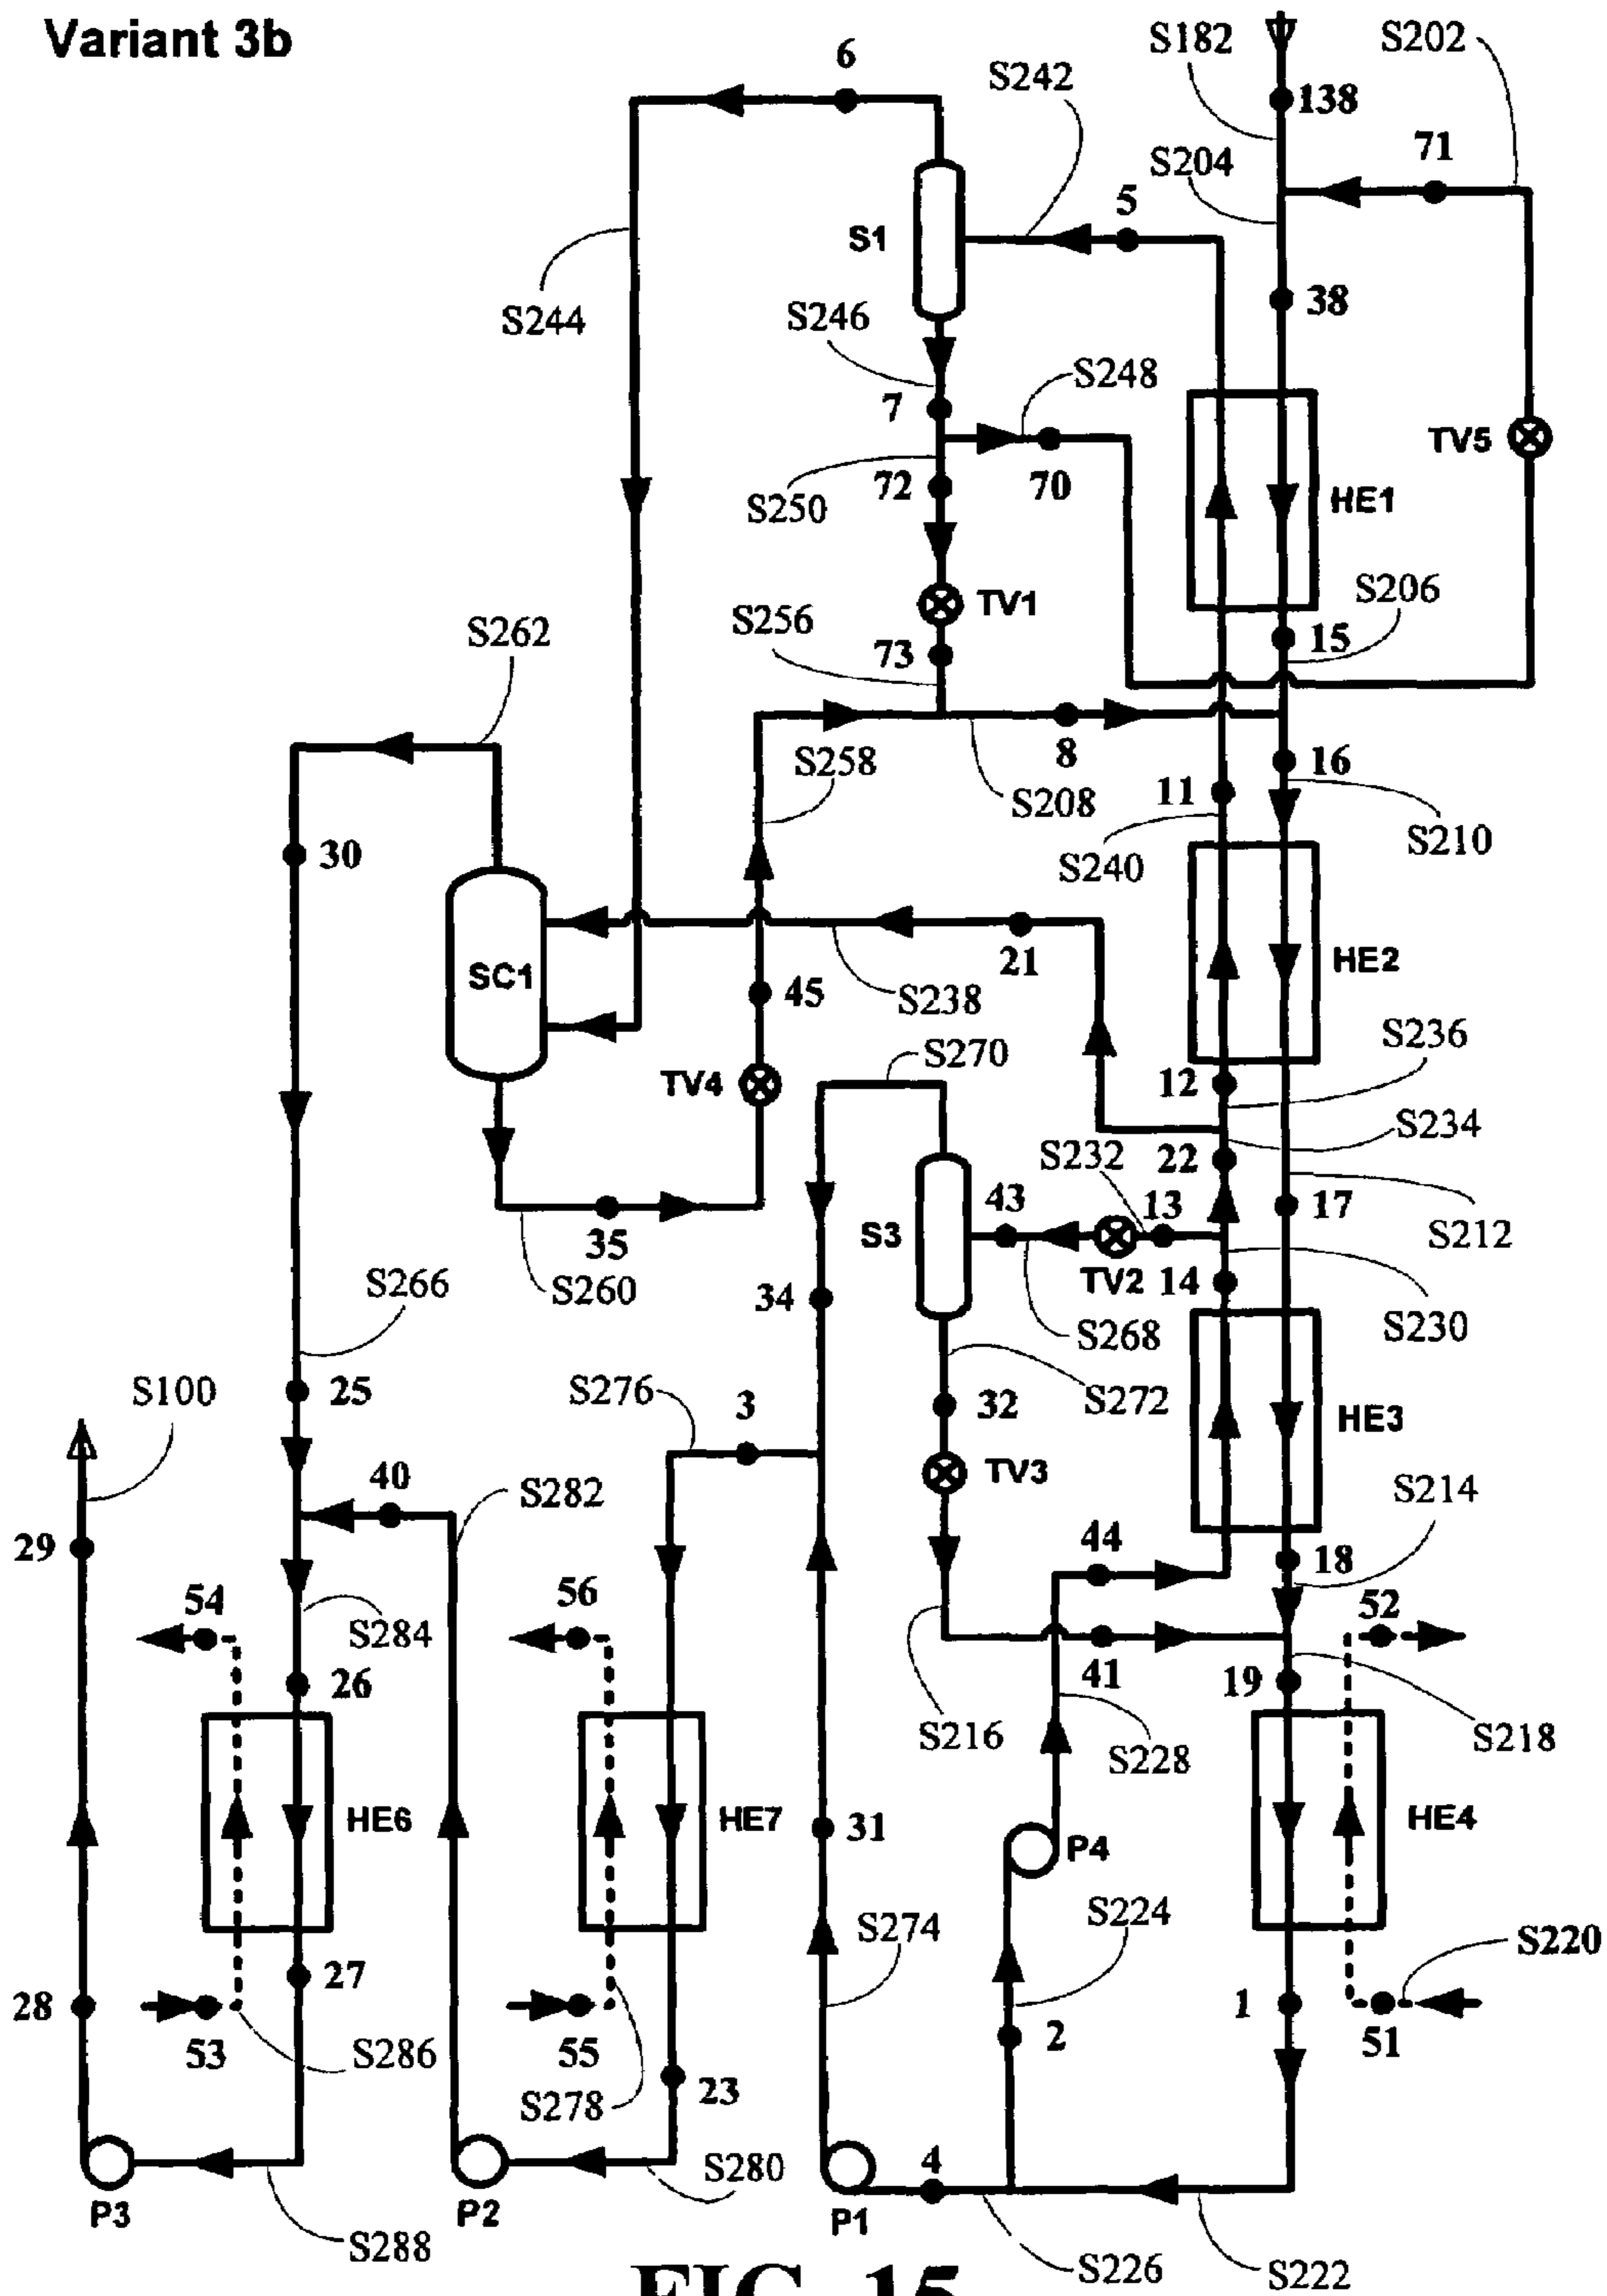 Variant 3b
6
S182
S202
S242
138
S204
71
5
S1
38
S244
S246
S248
7
TV5
S250
72
70
HE1
TV1
S206
S256
15
S262
73
8
S258
16
11
S208
30
S240
S210
SC1
21
HE2
45
S238
S236
S270
12
TV4
S234
S232
22
43
13
17
S3
35
S212
TV2
14
S260
S266
34
S268
S230
S100
25
S276
3
32
S272
HE3
TV3
40
S282
S214
29
44
18
54
56
52
S284
26
41
19
S216
S228
S218
HE6
HE7
31
P4
HE4
S274
S224
S220
27
28
1
2
53
S286
55
51
S278
23
4
S280
P3
P2
P1
S288
S226
S222
FIG. 15